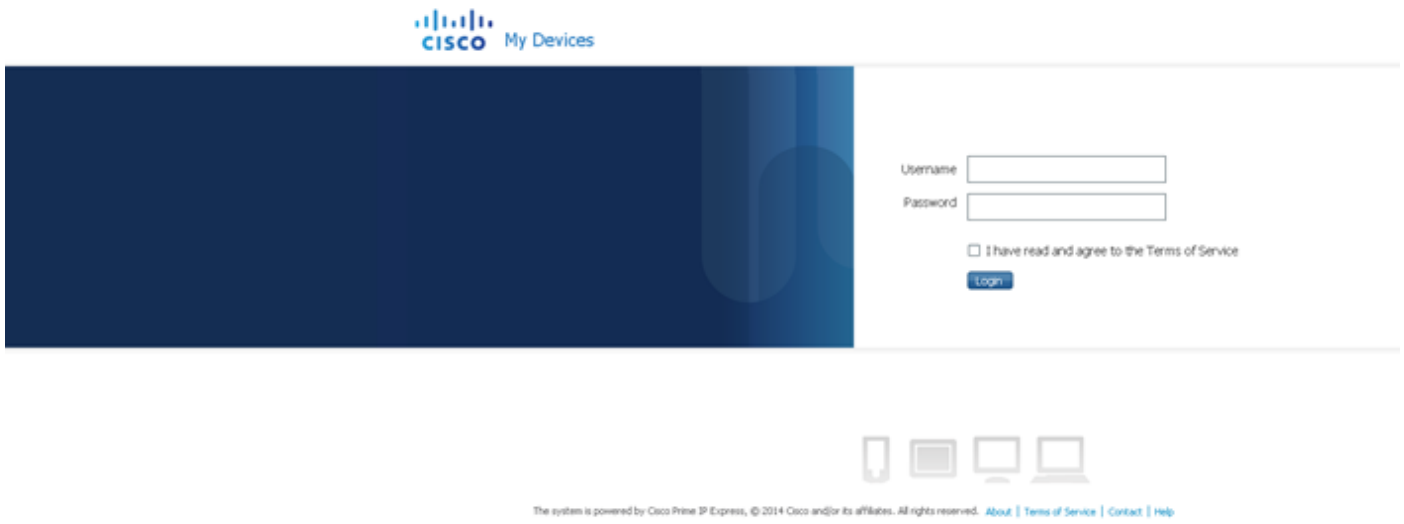 CISCO My Devices
Username
Password
I have read and agree to the Terms of Service
Login
The system is powered by Cisco Prime IP Express, © 2014 Cisco and/or its affiliates. All rights reserved. About | Terms of Service | Contact | Help